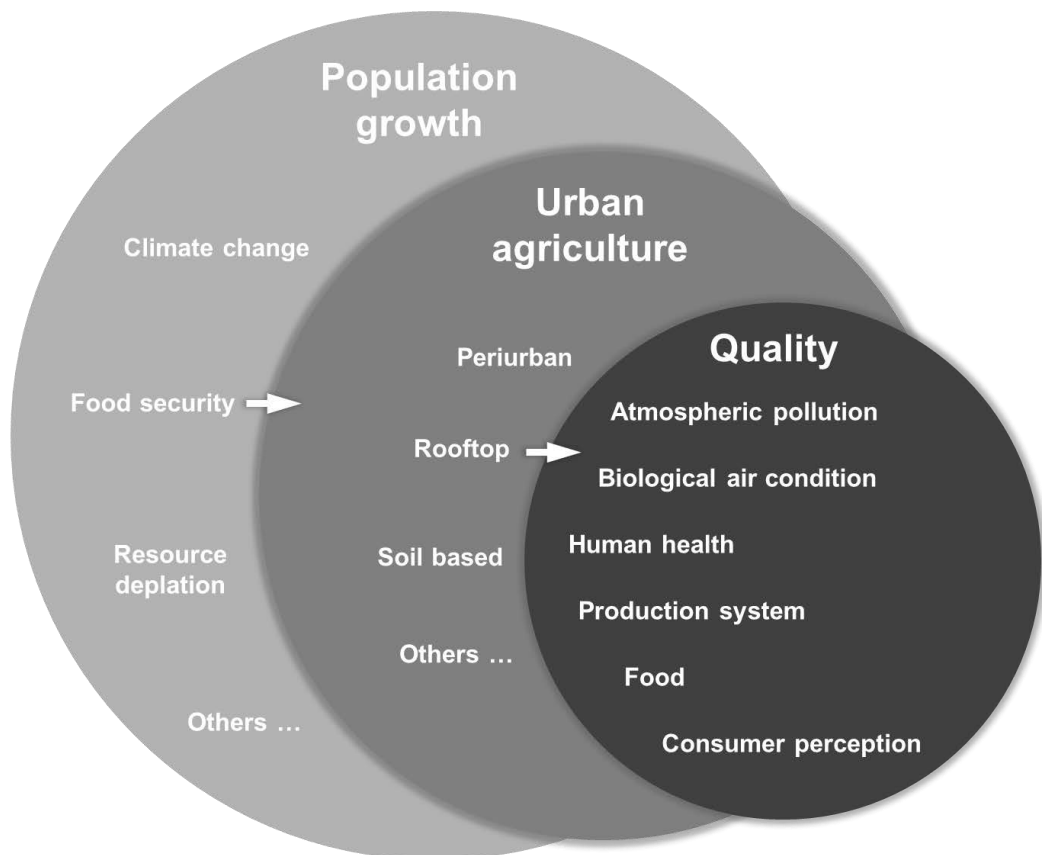 Population
growth
Climate change
Food security
Resource
deplation
Others …
Urban
agriculture
Periurban
Rooftop
Soil based
Others …
Quality
Atmospheric pollution
Biological air condition
Human health
Production system
Food
Consumer perception